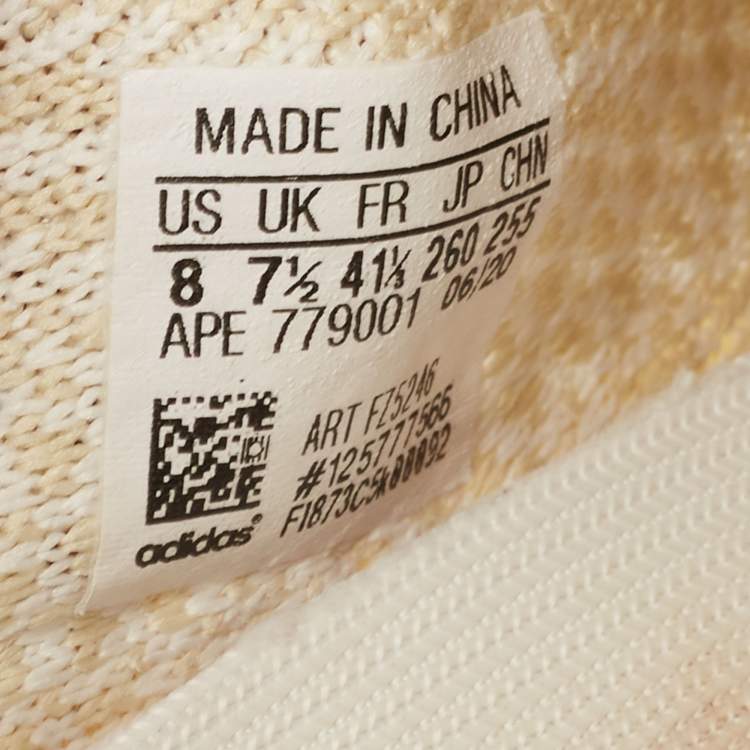 MADE IN CHINA
US UK FR JP CHN
8 7½ 41⅓ 260 255
APE 779001 06/20
ART FZ5246
#125777566
adidas®